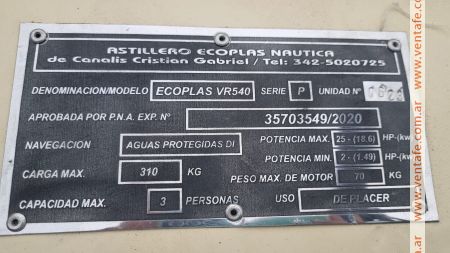 ASTILLERO ECOPLAS NAUTICA
de Canalis Cristian Gabriel / Tel: 342-5020725
DENOMINACION/MODELO ECOPLAS VR540 SERIE P UNIDAD Nº
APROBADA POR P.N.A. EXP. Nº 35703549/2020
NAVEGACION AGUAS PROTEGIDAS DI POTENCIA MAX. 25 - (18.6) HP-(kw
CARGA MAX. 310 KG POTENCIA MIN. 2 - (1.49) HP-(kw
PESO MAX. DE MOTOR 70 KG
CAPACIDAD MAX. 3 PERSONAS USO DE PLACER
www.ventafe.com.ar